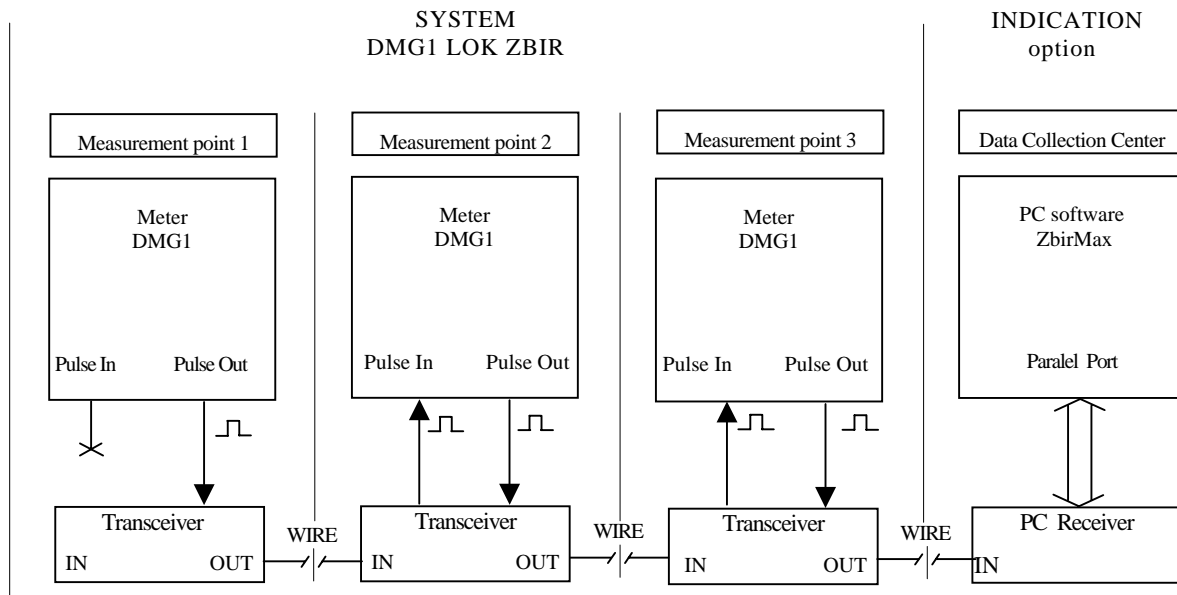 SYSTEM
DMG1 LOK ZBIR
INDICATION
option
Measurement point 1
Measurement point 2
Measurement point 3
Data Collection Center
Meter
DMG1
Meter
DMG1
Meter
DMG1
PC software
ZbirMax
Pulse In
Pulse Out
Pulse In
Pulse Out
Pulse In
Pulse Out
Paralel Port
Transceiver
IN
OUT
WIRE
Transceiver
IN
OUT
WIRE
Transceiver
IN
OUT
WIRE
PC Receiver
IN